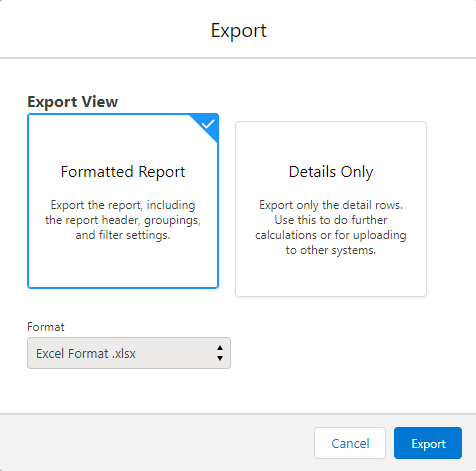 Export
Export View
Formatted Report
Export the report, including
the report header, groupings,
and filter settings.
Details Only
Export only the detail rows.
Use this to do further
calculations or for uploading
to other systems.
Format
Excel Format .xlsx
Cancel
Export